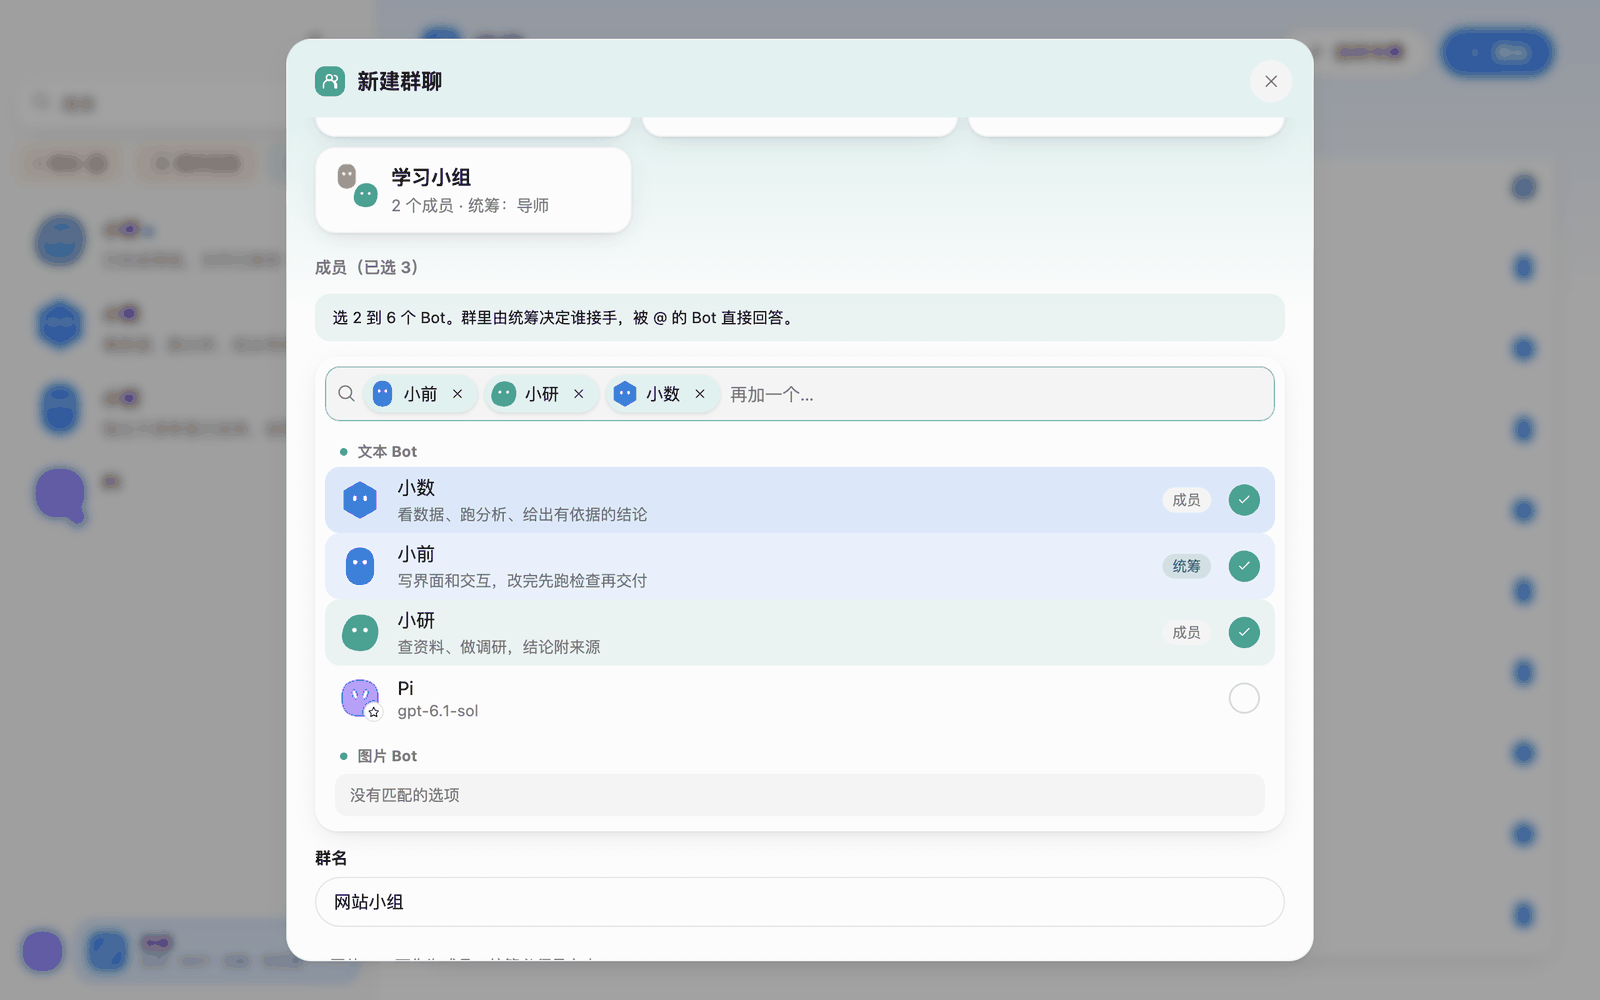 新建群聊
学习小组
2 个成员 · 统筹：导师
成员（已选 3）
选 2 到 6 个 Bot。群里由统筹决定谁接手，被 @ 的 Bot 直接回答。
小前
小研
小数
再加一个...
文本 Bot
小数
看数据、跑分析、给出有依据的结论
成员
小前
写界面和交互，改完先跑检查再交付
统筹
小研
查资料、做调研，结论附来源
成员
Pi
gpt-6.1-sol
图片 Bot
没有匹配的选项
群名
网站小组